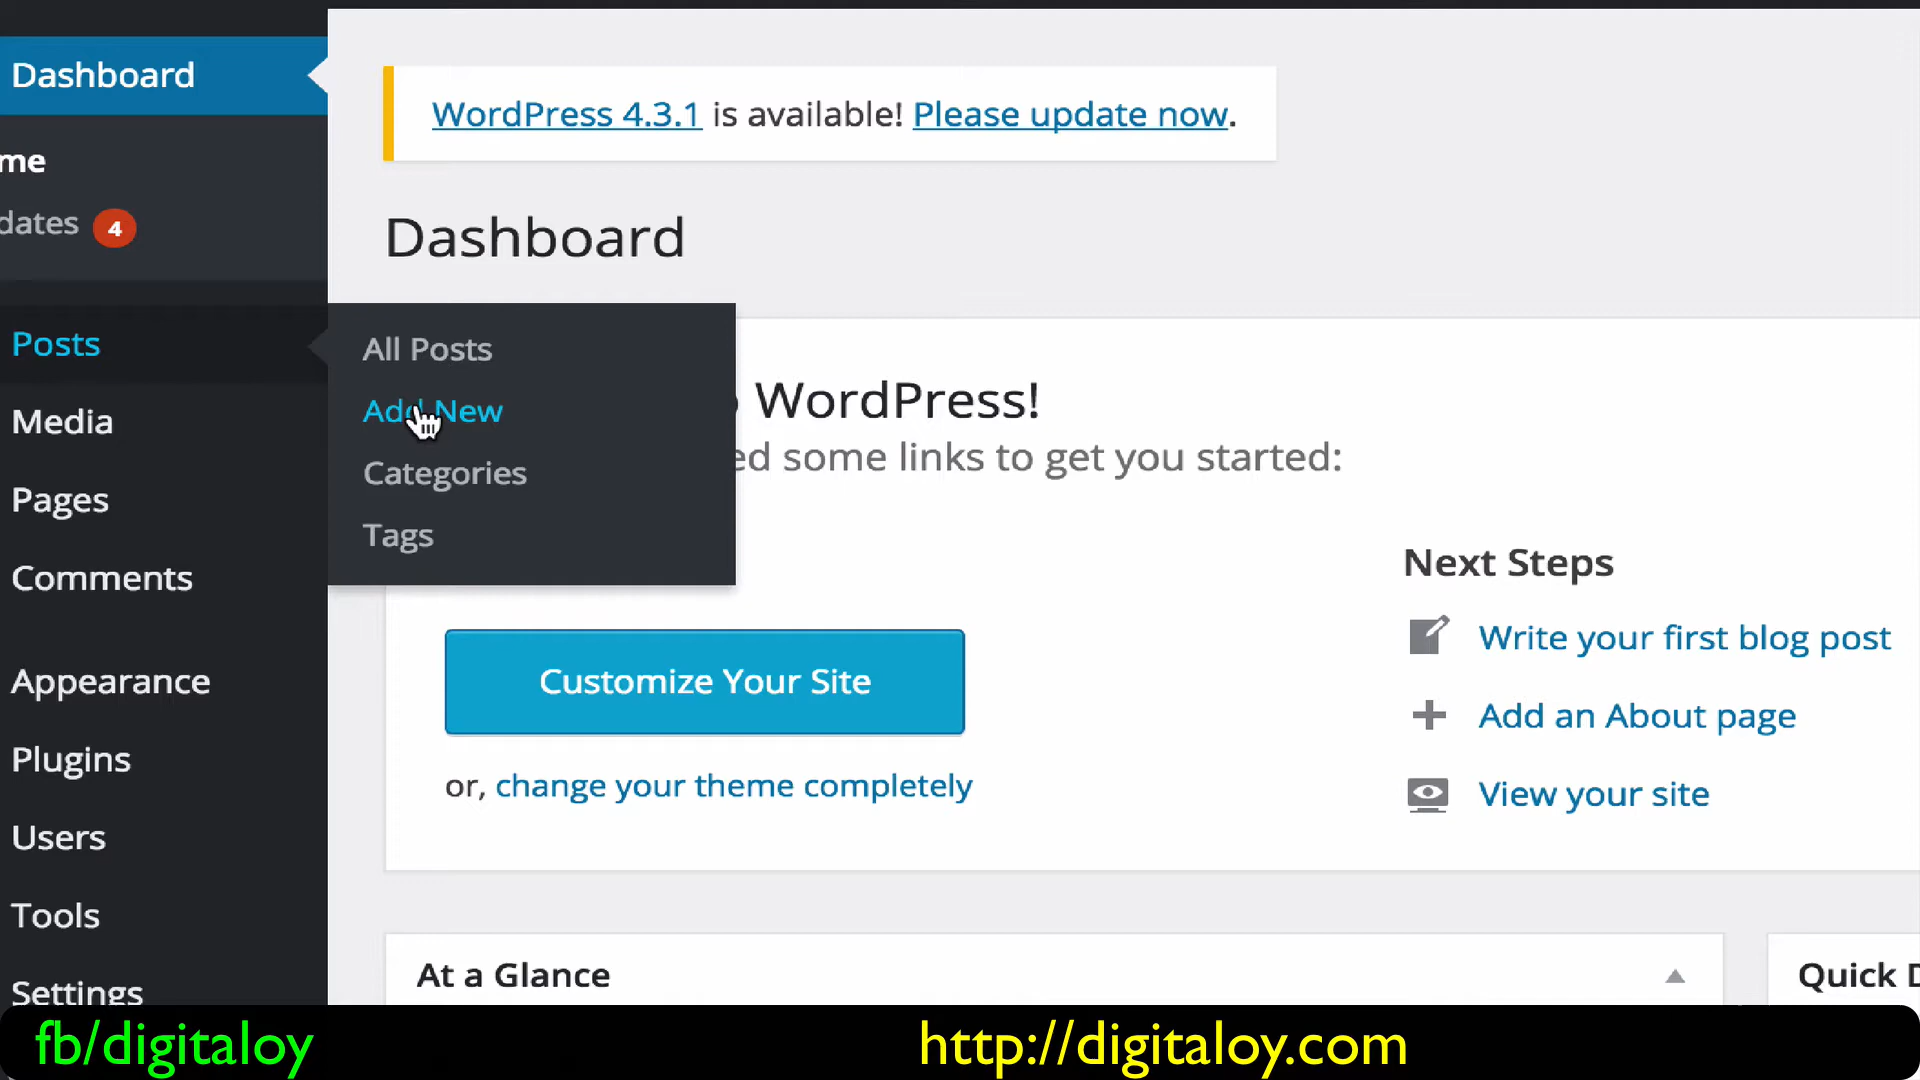 Dashboard
me
dates 4
Posts
Media
Pages
Comments
Appearance
Plugins
Users
Tools
Settings
All Posts
Add New
Categories
Tags
WordPress 4.3.1 is available! Please update now.
Dashboard
WordPress!
ed some links to get you started:
Customize Your Site
or, change your theme completely
Next Steps
Write your first blog post
Add an About page
View your site
At a Glance
Quick D
fb/digitaloy
http://digitaloy.com